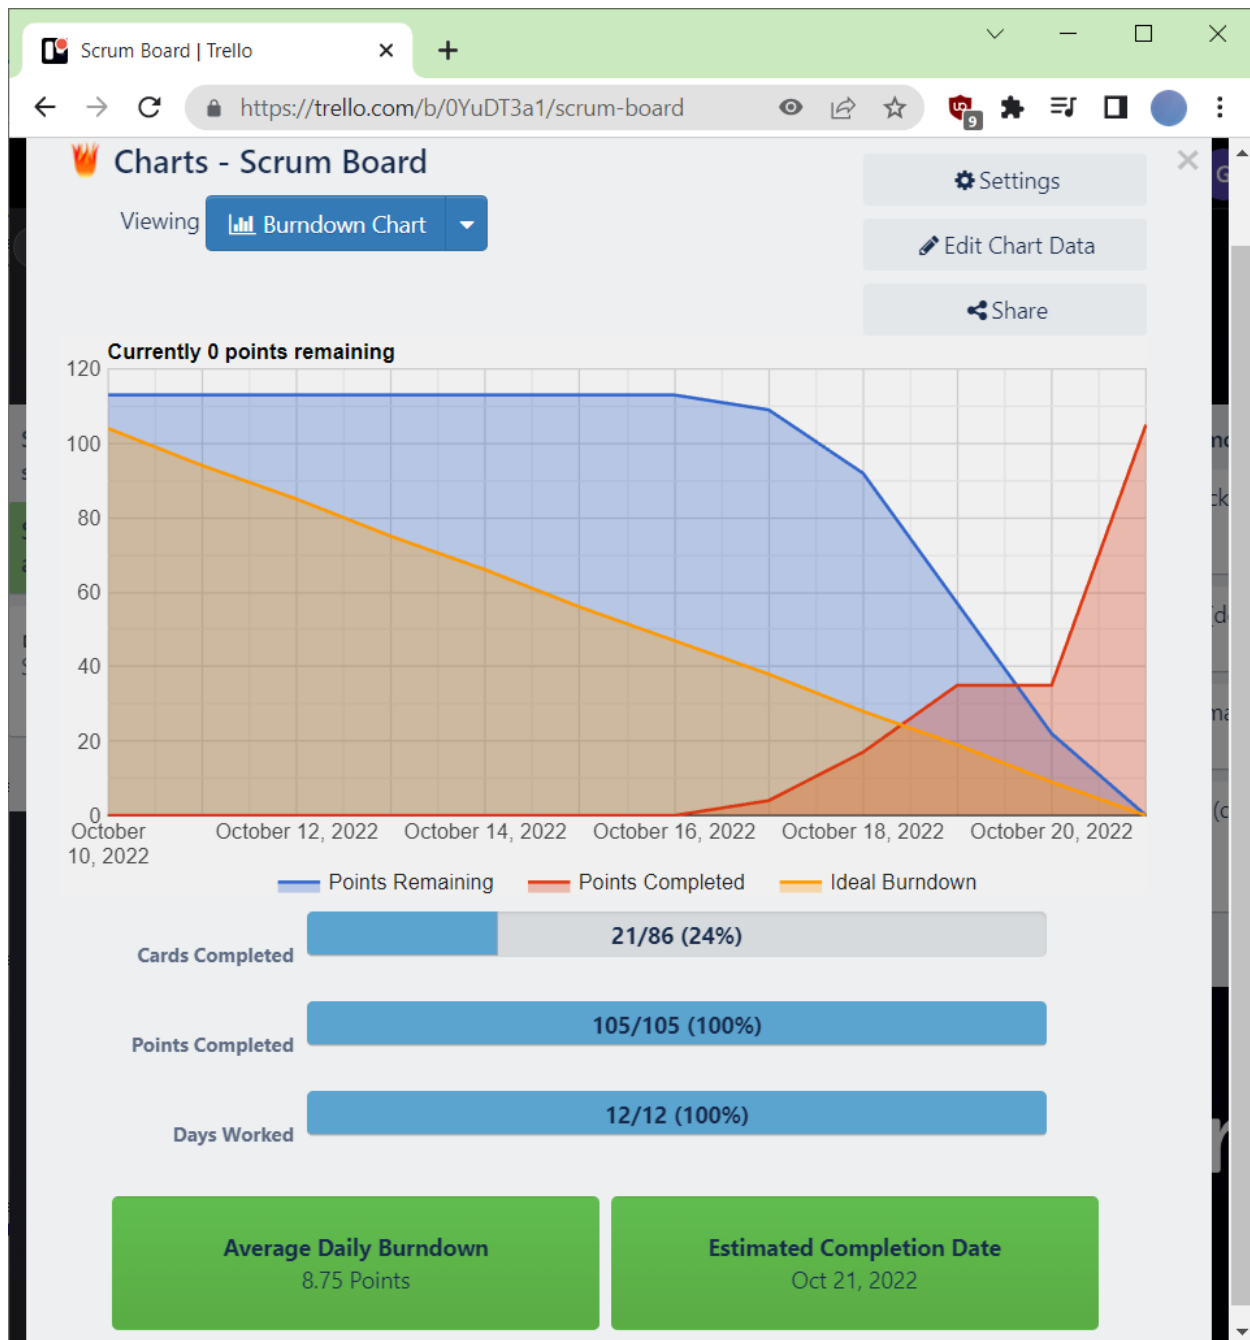 Scrum Board | Trello
https://trello.com/b/0YuDT3a1/scrum-board
9
Charts - Scrum Board
Settings
Viewing
Burndown Chart
Edit Chart Data
Share
Currently 0 points remaining
120
100
80
60
40
20
0
October 10, 2022
October 12, 2022
October 14, 2022
October 16, 2022
October 18, 2022
October 20, 2022
Points Remaining
Points Completed
Ideal Burndown
Cards Completed
21/86 (24%)
Points Completed
105/105 (100%)
Days Worked
12/12 (100%)
Average Daily Burndown
8.75 Points
Estimated Completion Date
Oct 21, 2022